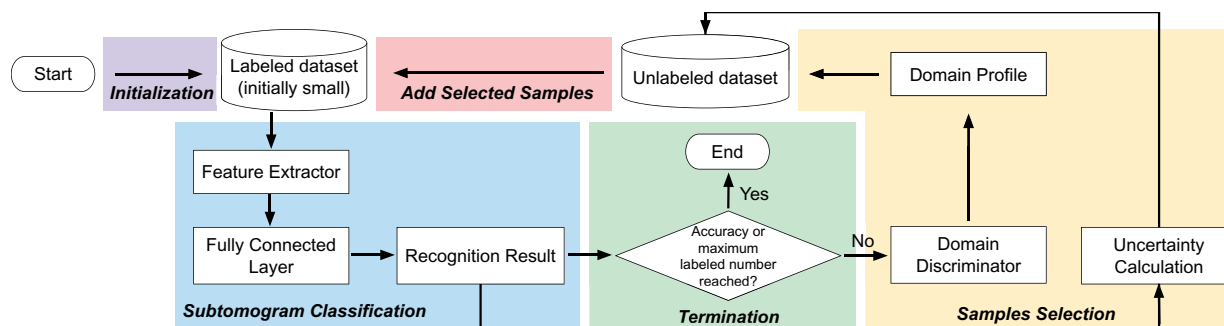 Start
Initialization
Labeled dataset
(initially small)
Add Selected Samples
Unlabeled dataset
Domain Profile
Feature Extractor
Fully Connected
Layer
Recognition Result
Subtomogram Classification
End
Yes
Accuracy or
maximum
labeled number
reached?
No
Termination
Domain
Discriminator
Uncertainty
Calculation
Samples Selection